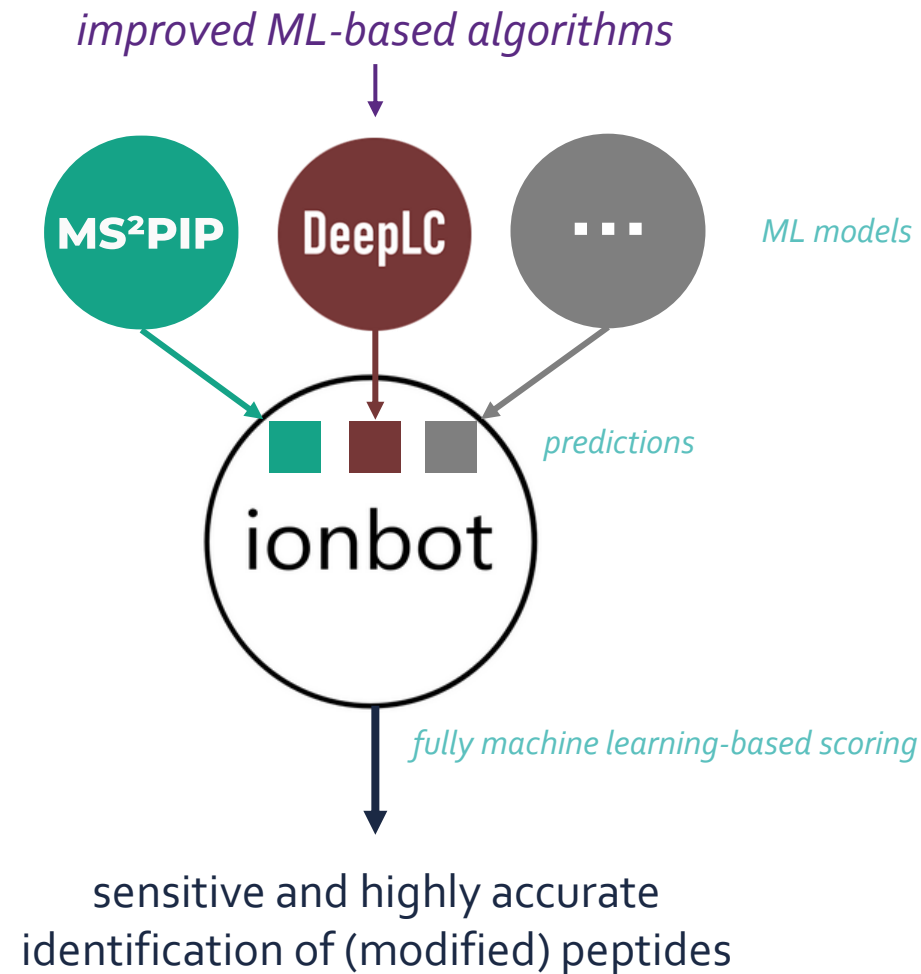 improved ML-based algorithms
MS²PIP
DeepLC
...
ML models
predictions
ionbot
fully machine learning-based scoring
sensitive and highly accurate
identification of (modified) peptides